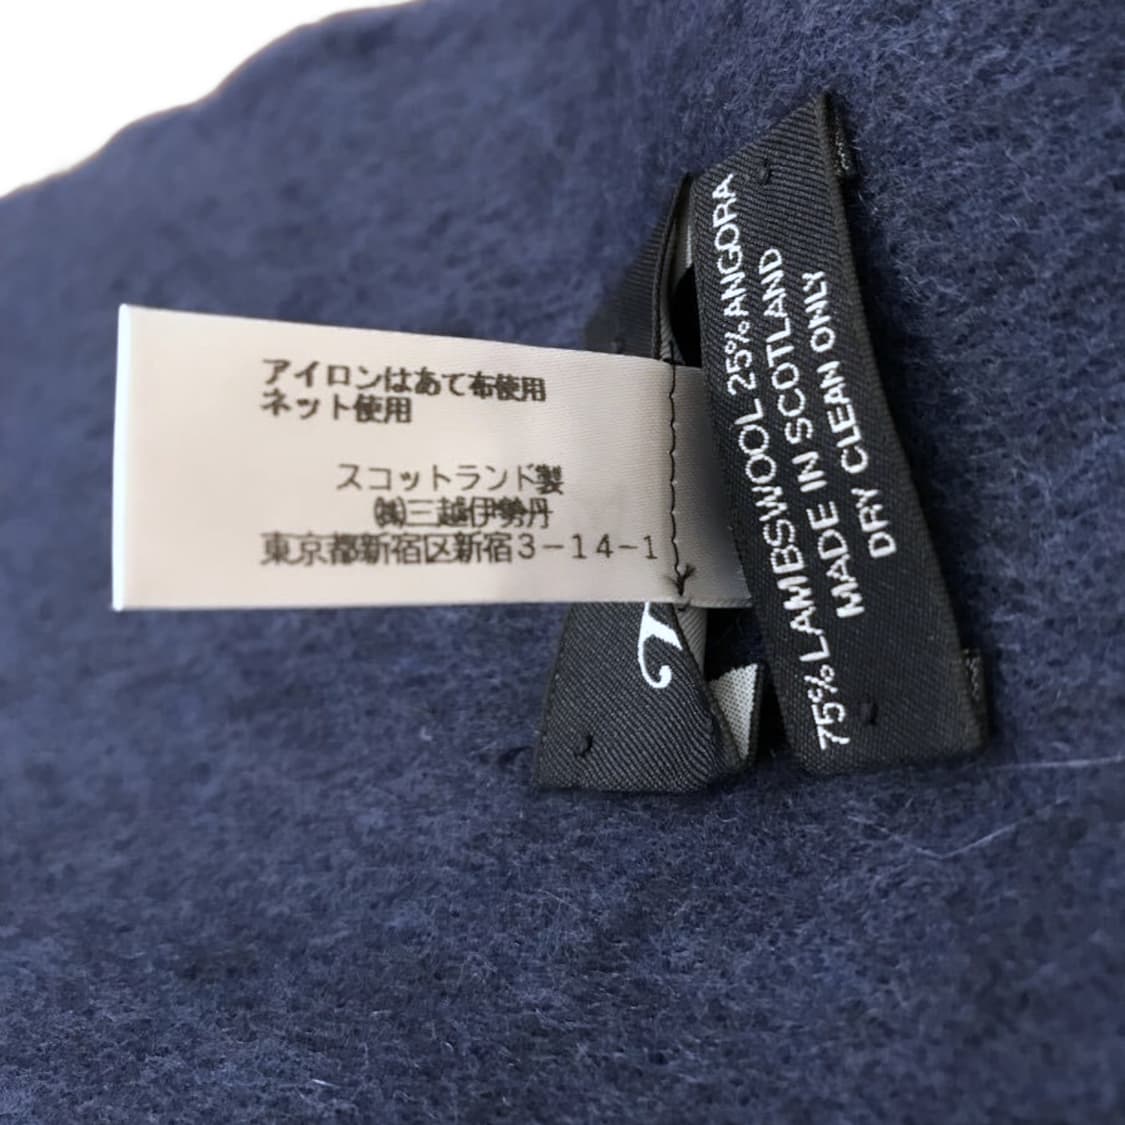 アイロンはあて布使用
ネット使用
スコットランド製
㈱三越伊勢丹
東京都新宿区新宿3-14-1
75% LAMBSWOOL 25% ANGORA
MADE IN SCOTLAND
DRY CLEAN ONLY